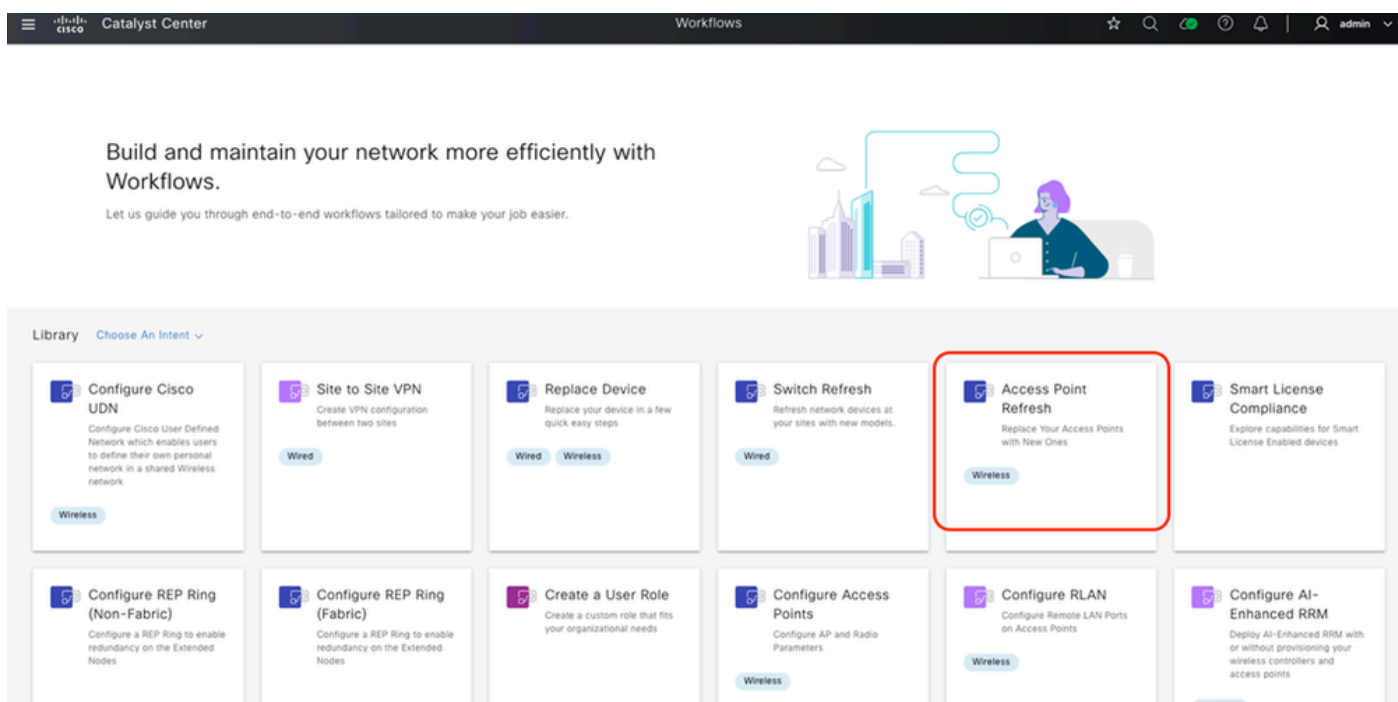 CISCO Catalyst Center
Workflows
admin
Build and maintain your network more efficiently with
Workflows.
Let us guide you through end-to-end workflows tailored to make your job easier.
Library Choose An Intent
Configure Cisco
UDN
Configure Cisco User Defined
Network which enables users
to define their own personal
network in a shared Wireless
network
Wireless
Site to Site VPN
Create VPN configuration
between two sites
Wired
Replace Device
Replace your device in a few
quick easy steps
Wired Wireless
Switch Refresh
Refresh network devices at
your sites with new models.
Wired
Access Point
Refresh
Replace Your Access Points
with New Ones
Wireless
Smart License
Compliance
Explore capabilities for Smart
License Enabled devices
Configure REP Ring
(Non-Fabric)
Configure a REP Ring to enable
redundancy on the Extended
Nodes
Configure REP Ring
(Fabric)
Configure a REP Ring to enable
redundancy on the Extended
Nodes
Create a User Role
Create a custom role that fits
your organizational needs
Configure Access
Points
Configure AP and Radio
Parameters
Wireless
Configure RLAN
Configure Remote LAN Ports
on Access Points
Wireless
Configure AI-
Enhanced RRM
Deploy AI-Enhanced RRM with
or without provisioning your
wireless controllers and
access points